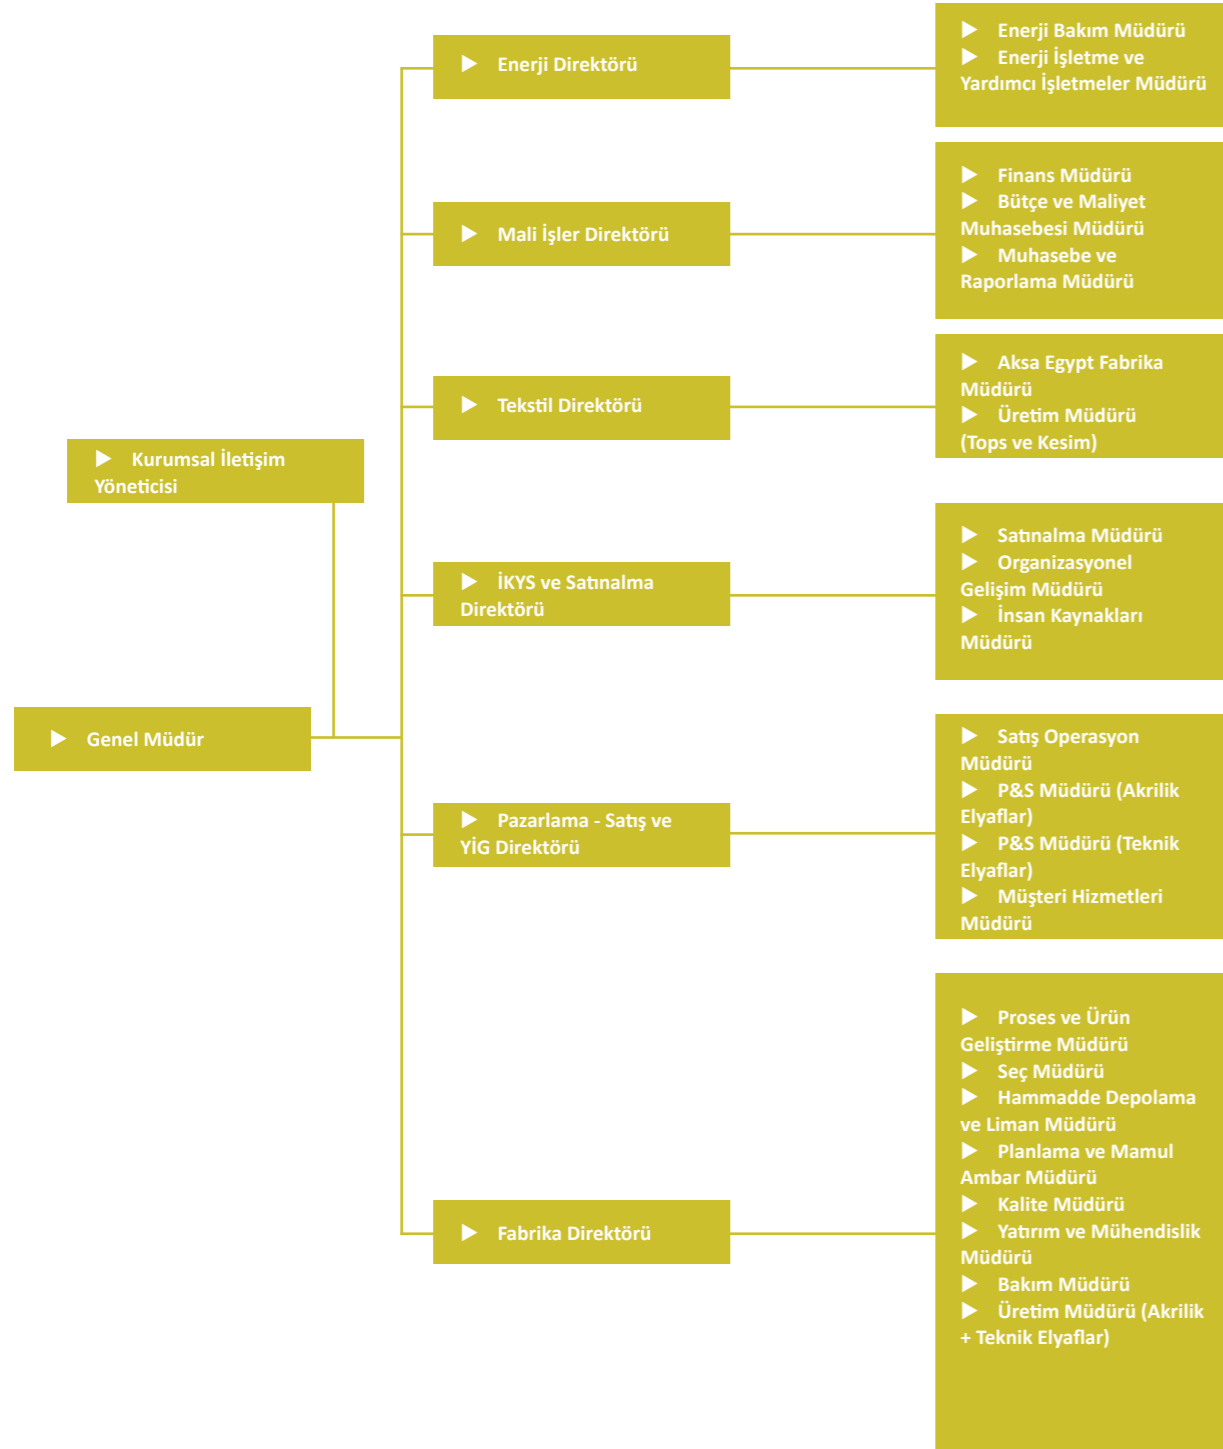 ▶ Kurumsal İletişim
Yöneticisi
▶ Genel Müdür
▶ Enerji Direktörü
▶ Enerji Bakım Müdürü
▶ Enerji İşletme ve
Yardımcı İşletmeler Müdürü
▶ Mali İşler Direktörü
▶ Finans Müdürü
▶ Bütçe ve Maliyet
Muhasebesi Müdürü
▶ Muhasebe ve
Raporlama Müdürü
▶ Tekstil Direktörü
▶ Aksa Egypt Fabrika
Müdürü
▶ Üretim Müdürü
(Tops ve Kesim)
▶ İKYS ve Satınalma
Direktörü
▶ Satınalma Müdürü
▶ Organizasyonel
Gelişim Müdürü
▶ İnsan Kaynakları
Müdürü
▶ Pazarlama - Satış ve
YİG Direktörü
▶ Satış Operasyon
Müdürü
▶ P&S Müdürü (Akrilik
Elyaflar)
▶ P&S Müdürü (Teknik
Elyaflar)
▶ Müşteri Hizmetleri
Müdürü
▶ Fabrika Direktörü
▶ Proses ve Ürün
Geliştirme Müdürü
▶ Seç Müdürü
▶ Hammadde Depolama
ve Liman Müdürü
▶ Planlama ve Mamul
Ambar Müdürü
▶ Kalite Müdürü
▶ Yatırım ve Mühendislik
Müdürü
▶ Bakım Müdürü
▶ Üretim Müdürü (Akrilik
+ Teknik Elyaflar)